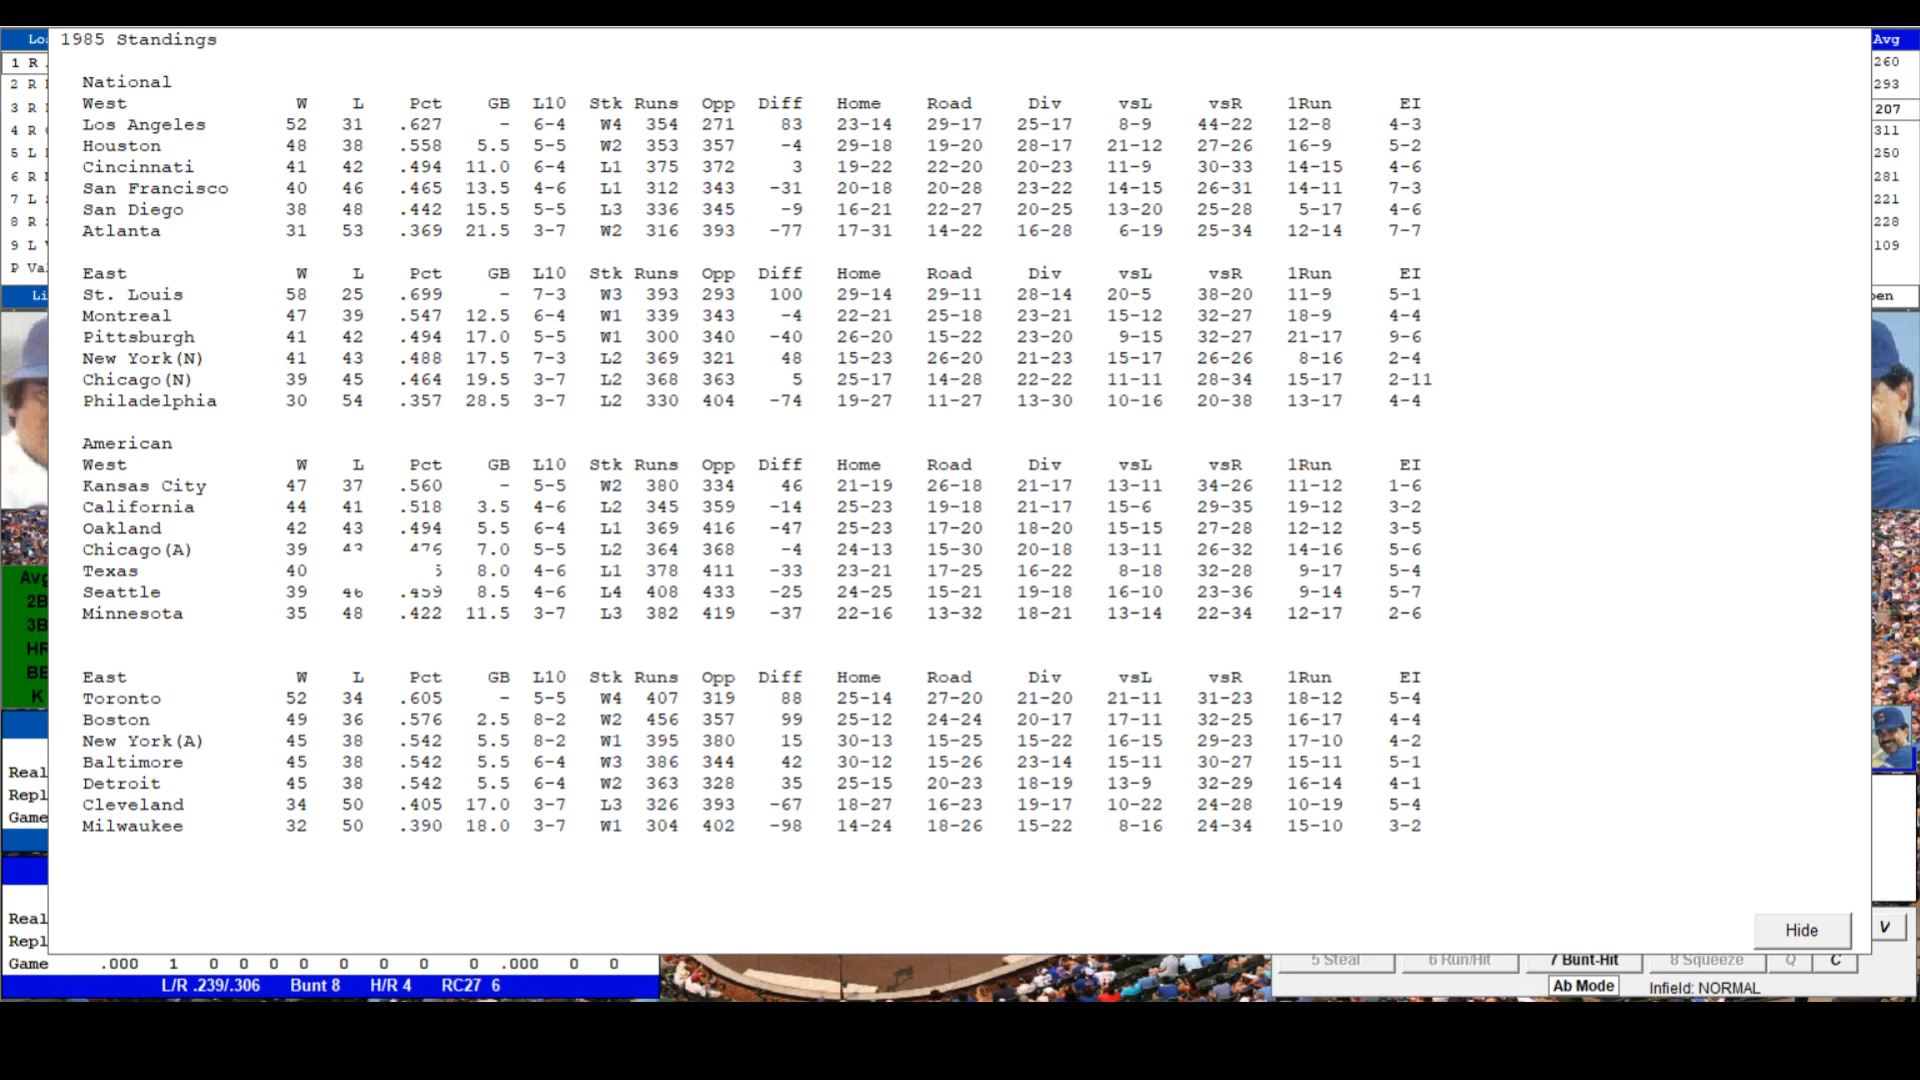 1985 Standings
National
West W L Pct GB L10 Stk Runs Opp Diff Home Road Div vsL vsR 1Run EI
Los Angeles 52 31 .627 - 6-4 W4 354 271 83 23-14 29-17 25-17 8-9 44-22 12-8 4-3
Houston 48 38 .558 5.5 5-5 W2 353 357 -4 29-18 19-20 28-17 21-12 27-26 16-9 5-2
Cincinnati 41 42 .494 11.0 6-4 L1 375 372 3 19-22 22-20 20-23 11-9 30-33 14-15 4-6
San Francisco 40 46 .465 13.5 4-6 L1 312 343 -31 20-18 20-28 23-22 14-15 26-31 14-11 7-3
San Diego 38 48 .442 15.5 5-5 L3 336 345 -9 16-21 22-27 20-25 13-20 25-28 5-17 4-6
Atlanta 31 53 .369 21.5 3-7 W2 316 393 -77 17-31 14-22 16-28 6-19 25-34 12-14 7-7
East W L Pct GB L10 Stk Runs Opp Diff Home Road Div vsL vsR 1Run EI
St. Louis 58 25 .699 - 7-3 W3 393 293 100 29-14 29-11 28-14 20-5 38-20 11-9 5-1
Montreal 47 39 .547 12.5 6-4 W1 339 343 -4 22-21 25-18 23-21 15-12 32-27 18-9 4-4
Pittsburgh 41 42 .494 17.0 5-5 W1 300 340 -40 26-20 15-22 23-20 9-15 32-27 21-17 9-6
New York(N) 41 43 .488 17.5 7-3 L2 369 321 48 15-23 26-20 21-23 15-17 26-26 8-16 2-4
Chicago(N) 39 45 .464 19.5 3-7 L2 368 363 5 25-17 14-28 22-22 11-11 28-34 15-17 2-11
Philadelphia 30 54 .357 28.5 3-7 L2 330 404 -74 19-27 11-27 13-30 10-16 20-38 13-17 4-4
American
West W L Pct GB L10 Stk Runs Opp Diff Home Road Div vsL vsR 1Run EI
Kansas City 47 37 .560 - 5-5 W2 380 334 46 21-19 26-18 21-17 13-11 34-26 11-12 1-6
California 44 41 .518 3.5 4-6 L2 345 359 -14 25-23 19-18 21-17 15-6 29-35 19-12 3-2
Oakland 42 43 .494 5.5 6-4 L1 369 416 -47 25-23 17-20 18-20 15-15 27-28 12-12 3-5
Chicago(A) 39 43 .476 7.0 5-5 L2 364 368 -4 24-13 15-30 20-18 13-11 26-32 14-16 5-6
Texas 40 8.0 4-6 L1 378 411 -33 23-21 17-25 16-22 8-18 32-28 9-17 5-4
Seattle 39 46 .459 8.5 4-6 L4 408 433 -25 24-25 15-21 19-18 16-10 23-36 9-14 5-7
Minnesota 35 48 .422 11.5 3-7 L3 382 419 -37 22-16 13-32 18-21 13-14 22-34 12-17 2-6
East W L Pct GB L10 Stk Runs Opp Diff Home Road Div vsL vsR 1Run EI
Toronto 52 34 .605 - 5-5 W4 407 319 88 25-14 27-20 21-20 21-11 31-23 18-12 5-4
Boston 49 36 .576 2.5 8-2 W2 456 357 99 25-12 24-24 20-17 17-11 32-25 16-17 4-4
New York(A) 45 38 .542 5.5 8-2 W1 395 380 15 30-13 15-25 15-22 16-15 29-23 17-10 4-2
Baltimore 45 38 .542 5.5 6-4 W3 386 344 42 30-12 15-26 23-14 15-11 30-27 15-11 5-1
Detroit 45 38 .542 5.5 6-4 W2 363 328 35 25-15 20-23 18-19 13-9 32-29 16-14 4-1
Cleveland 34 50 .405 17.0 3-7 L3 326 393 -67 18-27 16-23 19-17 10-22 24-28 10-19 5-4
Milwaukee 32 50 .390 18.0 3-7 W1 304 402 -98 14-24 18-26 15-22 8-16 24-34 15-10 3-2
Hide
1 R
2 R
3 R
4 R
5 L
6 R
7 L
8 R
9 L
P Va
Avg
2B
3B
HR
K
Real
Repl
Game
Real
Repl
Game .000 1 0 0 0 0 0 0 0 0 .000 0 0
L/R .239/.306 Bunt 8 H/R 4 RC27 6
Avg
260
293
207
311
250
281
221
228
109
V
5 Steal 6 Run/Hit 7 Bunt-Hit 8 Squeeze Q C
Ab Mode Infield: NORMAL